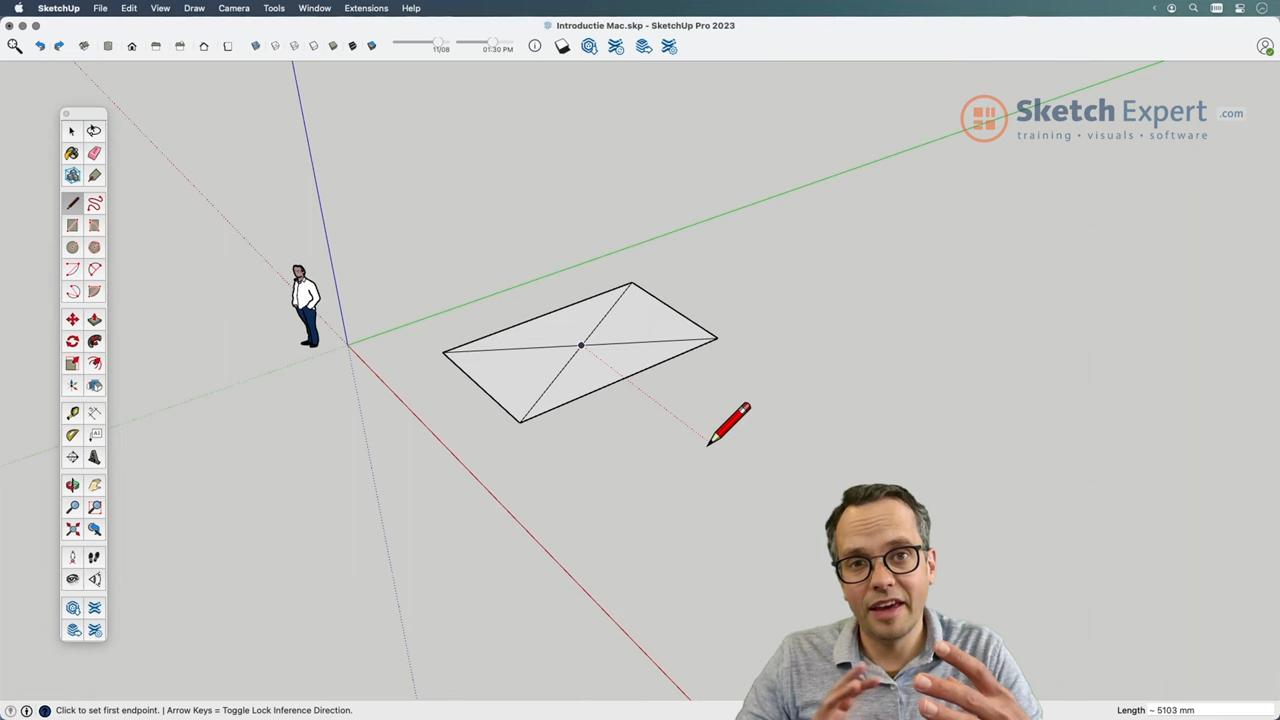 SketchUp File Edit Draw Camera Tools Window Extensions Help
Introductie Mac.skp - SketchUp Pro 2023
11/08 01:30 PM
Sketch Expert .com
training • visuals • software
A1
Click to set first endpoint. | Arrow Keys = Toggle Lock Inference Direction.
Length ~ 5103 mm